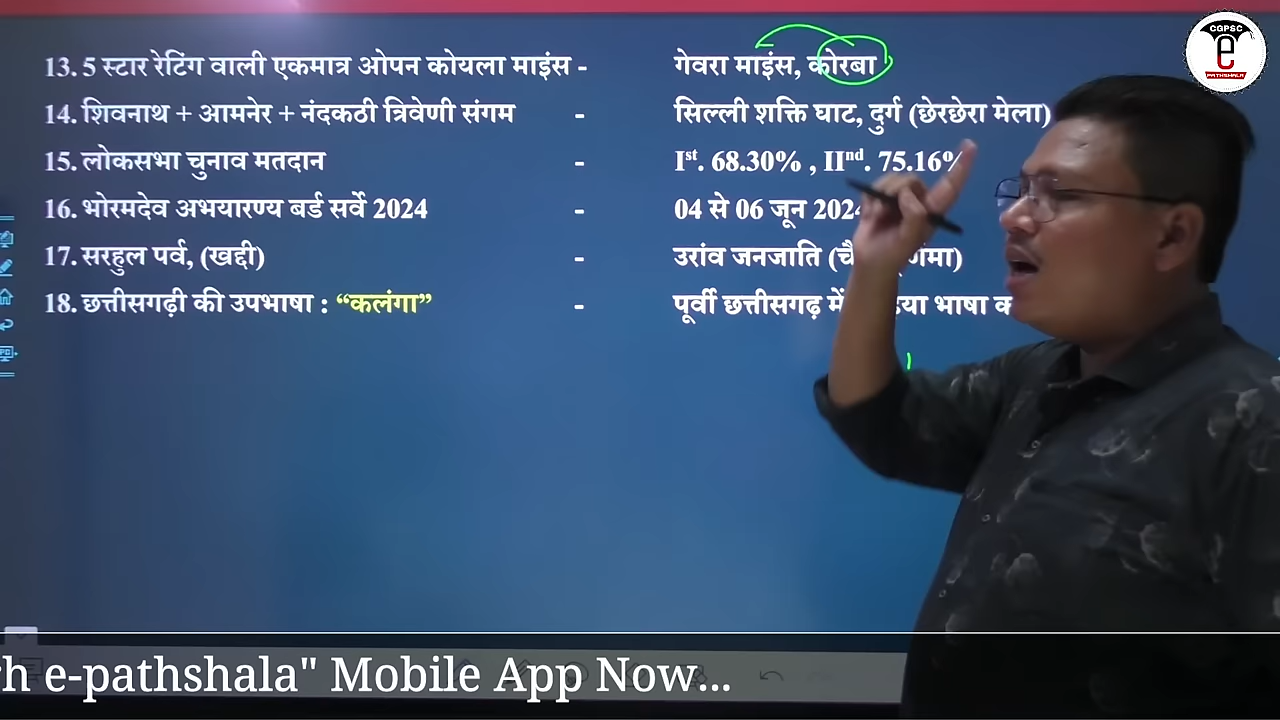 CGPSC
e
PATHSHALA
13. 5 स्टार रेटिंग वाली एकमात्र ओपन कोयला माइंस - गेवरा माइंस, कोरबा
14. शिवनाथ + आमनेर + नंदकठी त्रिवेणी संगम - सिल्ली शक्ति घाट, दुर्ग (छेरछेरा मेला)
15. लोकसभा चुनाव मतदान - Ist. 68.30% , IInd. 75.16%
16. भोरमदेव अभयारण्य बर्ड सर्वे 2024 - 04 से 06 जून 2024
17. सरहुल पर्व, (खद्दी) - उरांव जनजाति
18. छत्तीसगढ़ी की उपभाषा : “कलंगा” - पूर्वी छत्तीसगढ़ में भाषा
e-pathshala" Mobile App Now...